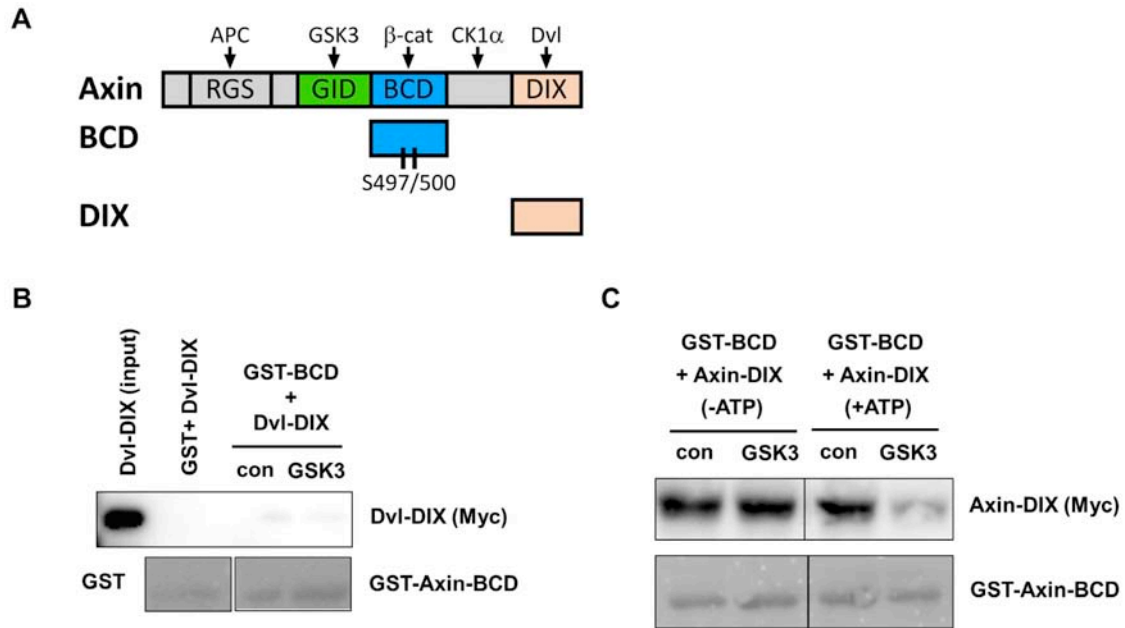 A
APC GSK3 β-cat CK1α Dvl
Axin RGS GID BCD DIX
BCD
S497/500
DIX
B
Dvl-DIX (input)
GST+ Dvl-DIX
GST-BCD
+
Dvl-DIX
con GSK3
Dvl-DIX (Myc)
GST
GST-Axin-BCD
C
GST-BCD
+ Axin-DIX
(-ATP)
GST-BCD
+ Axin-DIX
(+ATP)
con GSK3 con GSK3
Axin-DIX (Myc)
GST-Axin-BCD